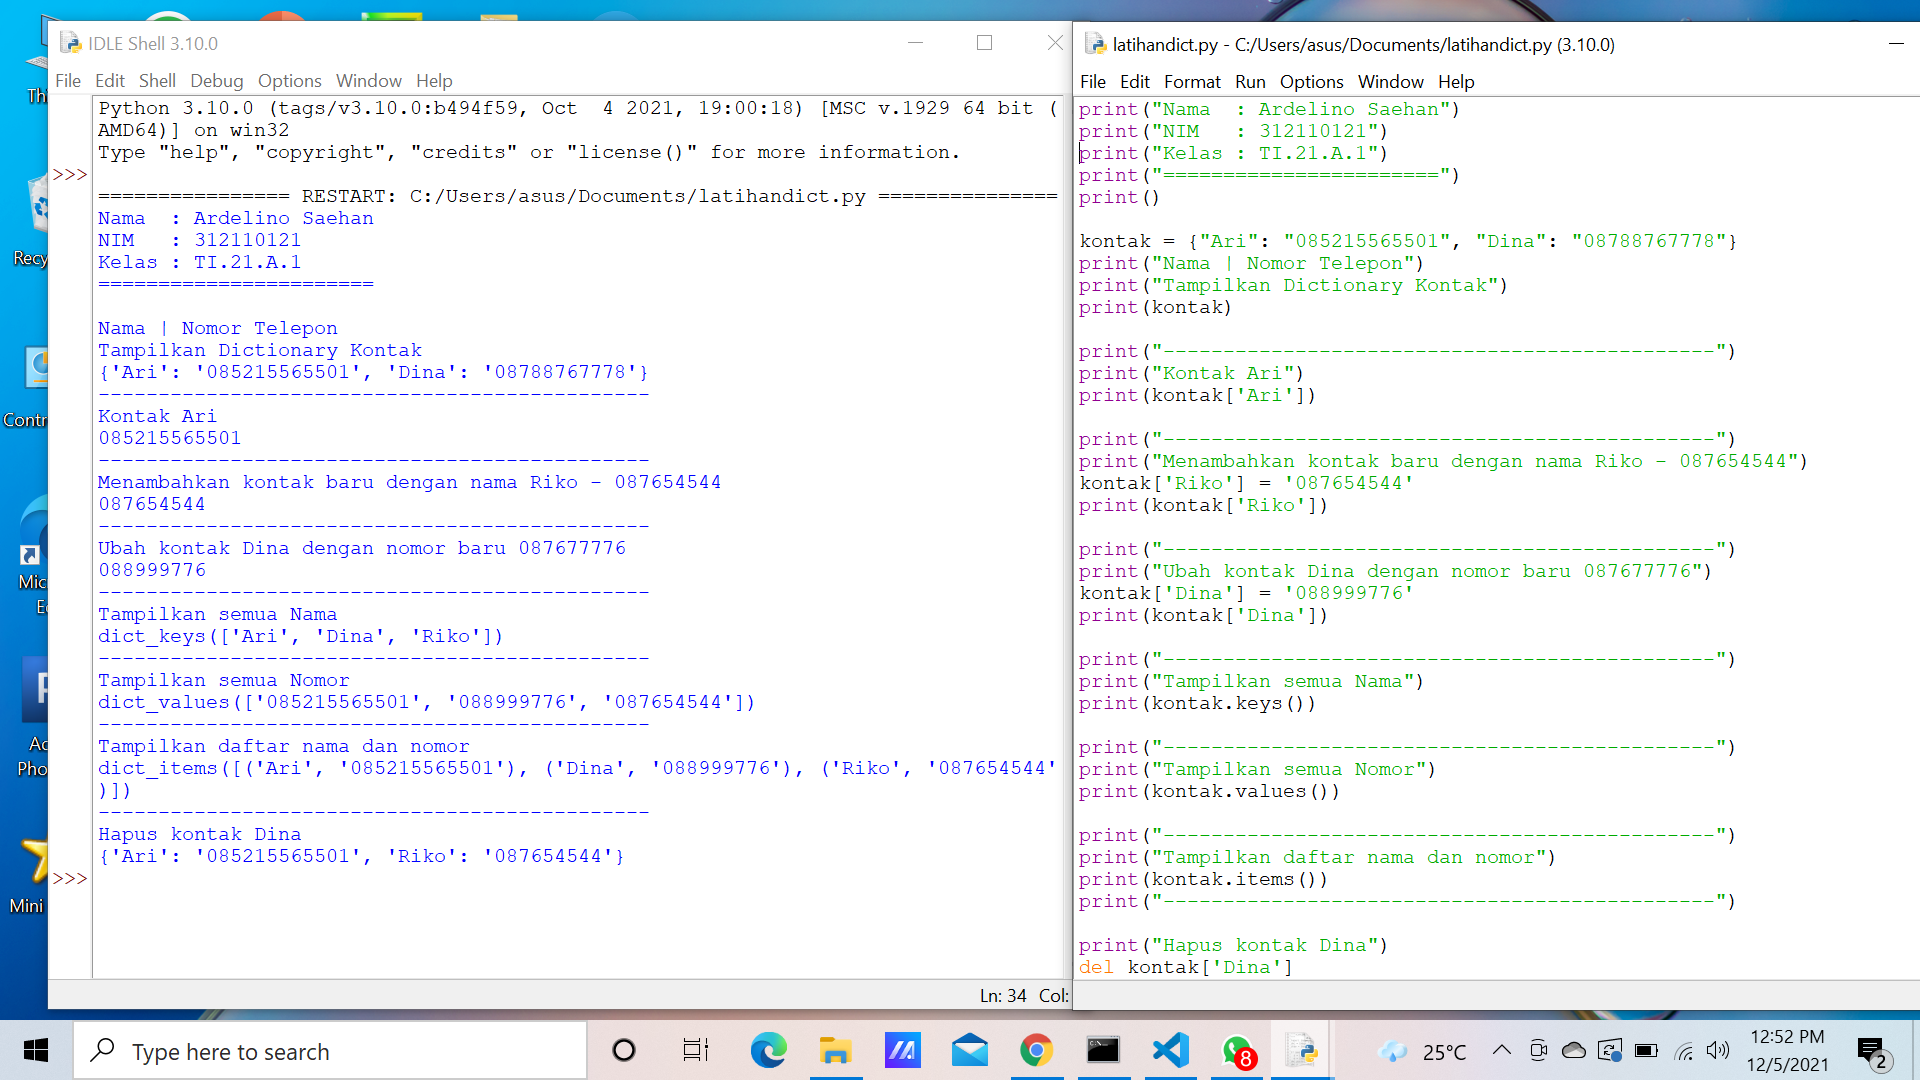 IDLE Shell 3.10.0
File Edit Shell Debug Options Window Help
Python 3.10.0 (tags/v3.10.0:b494f59, Oct  4 2021, 19:00:18) [MSC v.1929 64 bit (
AMD64)] on win32
Type "help", "copyright", "credits" or "license()" for more information.
>>>
================ RESTART: C:/Users/asus/Documents/latihandict.py ===============
Nama  : Ardelino Saehan
NIM   : 312110121
Kelas : TI.21.A.1
=======================
Nama | Nomor Telepon
Tampilkan Dictionary Kontak
{'Ari': '085215565501', 'Dina': '08788767778'}
----------------------------------------------
Kontak Ari
085215565501
----------------------------------------------
Menambahkan kontak baru dengan nama Riko - 087654544
087654544
----------------------------------------------
Ubah kontak Dina dengan nomor baru 087677776
088999776
----------------------------------------------
Tampilkan semua Nama
dict_keys(['Ari', 'Dina', 'Riko'])
----------------------------------------------
Tampilkan semua Nomor
dict_values(['085215565501', '088999776', '087654544'])
----------------------------------------------
Tampilkan daftar nama dan nomor
dict_items([('Ari', '085215565501'), ('Dina', '088999776'), ('Riko', '087654544'
)])
----------------------------------------------
Hapus kontak Dina
{'Ari': '085215565501', 'Riko': '087654544'}
>>>
Ln: 34 Col:
latihandict.py - C:/Users/asus/Documents/latihandict.py (3.10.0)
File Edit Format Run Options Window Help
print("Nama  : Ardelino Saehan")
print("NIM   : 312110121")
print("Kelas : TI.21.A.1")
print("=======================")
print()
kontak = {"Ari": "085215565501", "Dina": "08788767778"}
print("Nama | Nomor Telepon")
print("Tampilkan Dictionary Kontak")
print(kontak)
print("----------------------------------------------")
print("Kontak Ari")
print(kontak['Ari'])
print("----------------------------------------------")
print("Menambahkan kontak baru dengan nama Riko - 087654544")
kontak['Riko'] = '087654544'
print(kontak['Riko'])
print("----------------------------------------------")
print("Ubah kontak Dina dengan nomor baru 087677776")
kontak['Dina'] = '088999776'
print(kontak['Dina'])
print("----------------------------------------------")
print("Tampilkan semua Nama")
print(kontak.keys())
print("----------------------------------------------")
print("Tampilkan semua Nomor")
print(kontak.values())
print("----------------------------------------------")
print("Tampilkan daftar nama dan nomor")
print(kontak.items())
print("----------------------------------------------")
print("Hapus kontak Dina")
del kontak['Dina']
Th
Recy
Contr
Mic
E
Ac
Pho
Mini
Type here to search
8
25°C
12:52 PM
12/5/2021
2